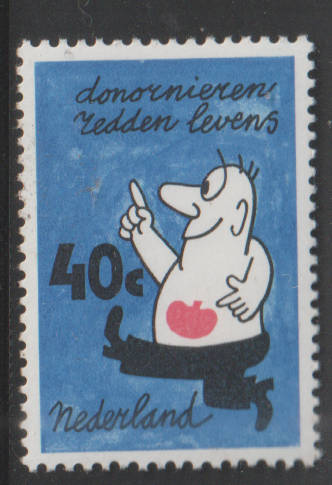 donornieren
redden levens
40c
Nederland